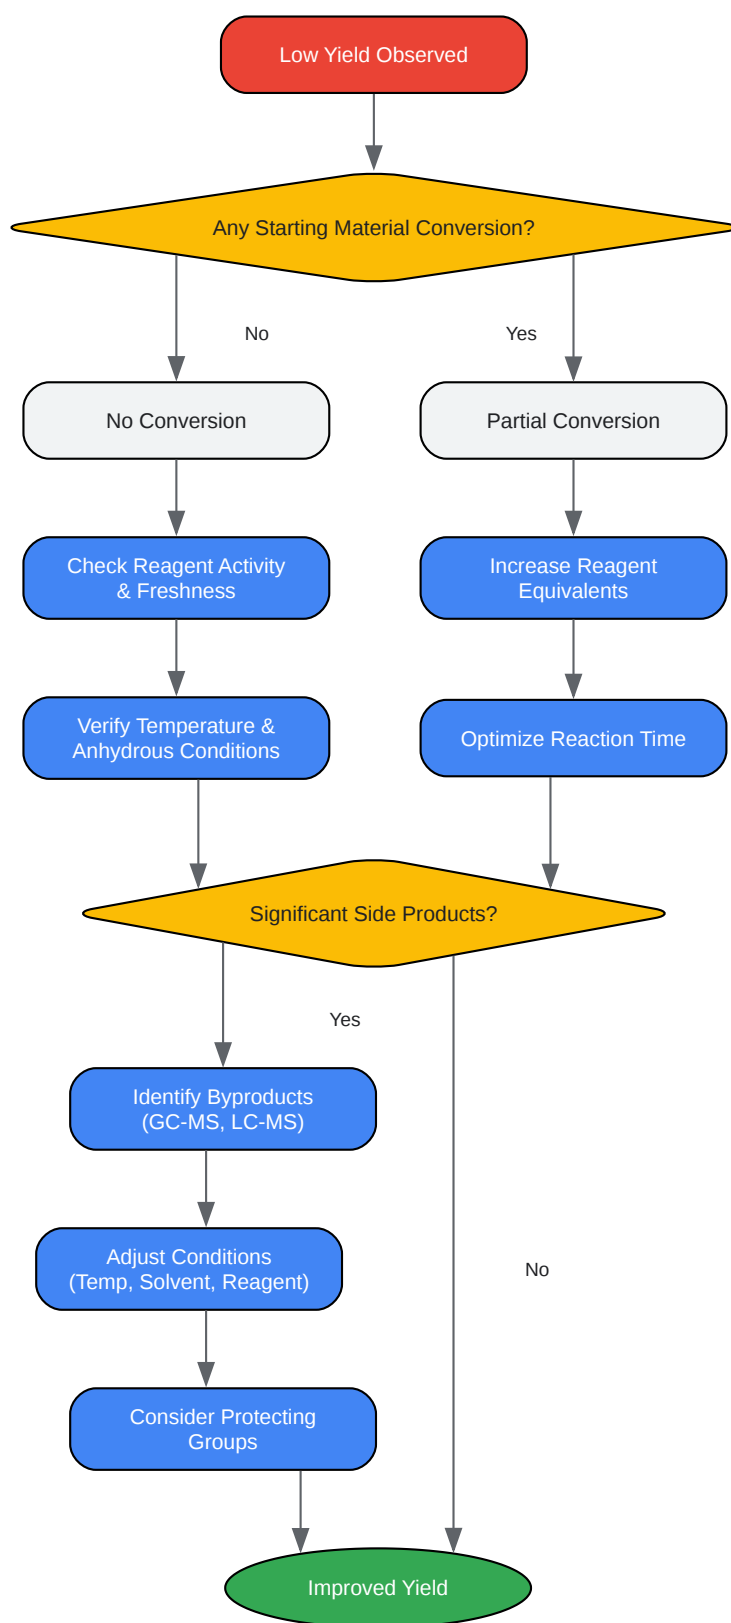 Low Yield Observed
Any Starting Material Conversion?
No
Yes
No Conversion
Partial Conversion
Check Reagent Activity
& Freshness
Increase Reagent
Equivalents
Verify Temperature &
Anhydrous Conditions
Optimize Reaction Time
Significant Side Products?
Yes
Identify Byproducts
(GC-MS, LC-MS)
Adjust Conditions
(Temp, Solvent, Reagent)
No
Consider Protecting
Groups
Improved Yield